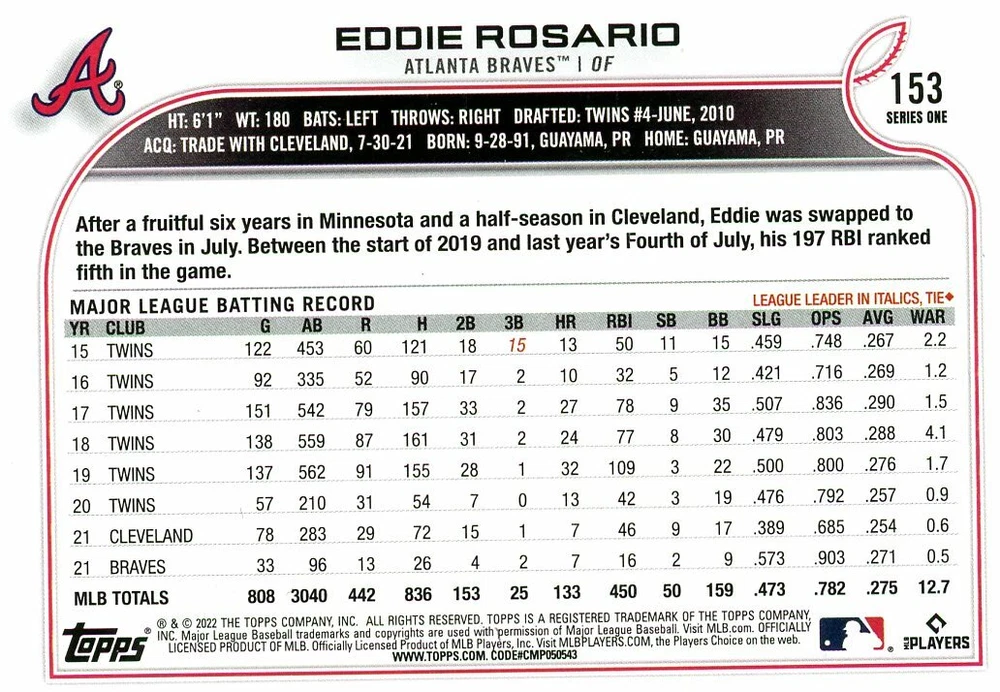 EDDIE ROSARIO
ATLANTA BRAVES™ | OF
A®
153
SERIES ONE
HT: 6'1" WT: 180 BATS: LEFT THROWS: RIGHT DRAFTED: TWINS #4-JUNE, 2010
ACQ: TRADE WITH CLEVELAND, 7-30-21 BORN: 9-28-91, GUAYAMA, PR HOME: GUAYAMA, PR
After a fruitful six years in Minnesota and a half-season in Cleveland, Eddie was swapped to
the Braves in July. Between the start of 2019 and last year's Fourth of July, his 197 RBI ranked
fifth in the game.
MAJOR LEAGUE BATTING RECORD LEAGUE LEADER IN ITALICS, TIE◆
YR CLUB G AB R H 2B 3B HR RBI SB BB SLG OPS AVG WAR
15 TWINS 122 453 60 121 18 15 13 50 11 15 .459 .748 .267 2.2
16 TWINS 92 335 52 90 17 2 10 32 5 12 .421 .716 .269 1.2
17 TWINS 151 542 79 157 33 2 27 78 9 35 .507 .836 .290 1.5
18 TWINS 138 559 87 161 31 2 24 77 8 30 .479 .803 .288 4.1
19 TWINS 137 562 91 155 28 1 32 109 3 22 .500 .800 .276 1.7
20 TWINS 57 210 31 54 7 0 13 42 3 19 .476 .792 .257 0.9
21 CLEVELAND 78 283 29 72 15 1 7 46 9 17 .389 .685 .254 0.6
21 BRAVES 33 96 13 26 4 2 7 16 2 9 .573 .903 .271 0.5
MLB TOTALS 808 3040 442 836 153 25 133 450 50 159 .473 .782 .275 12.7
topps®
® & © 2022 THE TOPPS COMPANY, INC. ALL RIGHTS RESERVED. TOPPS IS A REGISTERED TRADEMARK OF THE TOPPS COMPANY,
INC. Major League Baseball trademarks and copyrights are used with permission of Major League Baseball. Visit MLB.com. OFFICIALLY
LICENSED PRODUCT OF MLB. Officially Licensed Product of MLB Players, Inc. Visit MLBPLAYERS.COM, the Players Choice on the web.
WWW.TOPPS.COM. CODE#CMP050543
MLB PLAYERS